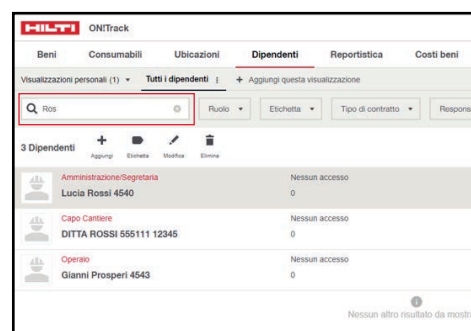 HILTI ON!Track
Beni Consumabili Ubicazioni Dipendenti Reportistica Costi beni
Visualizzazioni personali (1) Tutti i dipendenti + Aggiungi questa visualizzazione
Ros Ruolo Etichetta Tipo di contratto Respons
3 Dipendenti Aggiungi Etichetta Modifica Elimina
Amministrazione/Segretaria Nessun accesso
Lucia Rossi 4540 0
Capo Cantiere Nessun accesso
DITTA ROSSI 555111 12345 0
Operaio Nessun accesso
Gianni Prosperi 4543 0
Nessun altro risultato da mostr